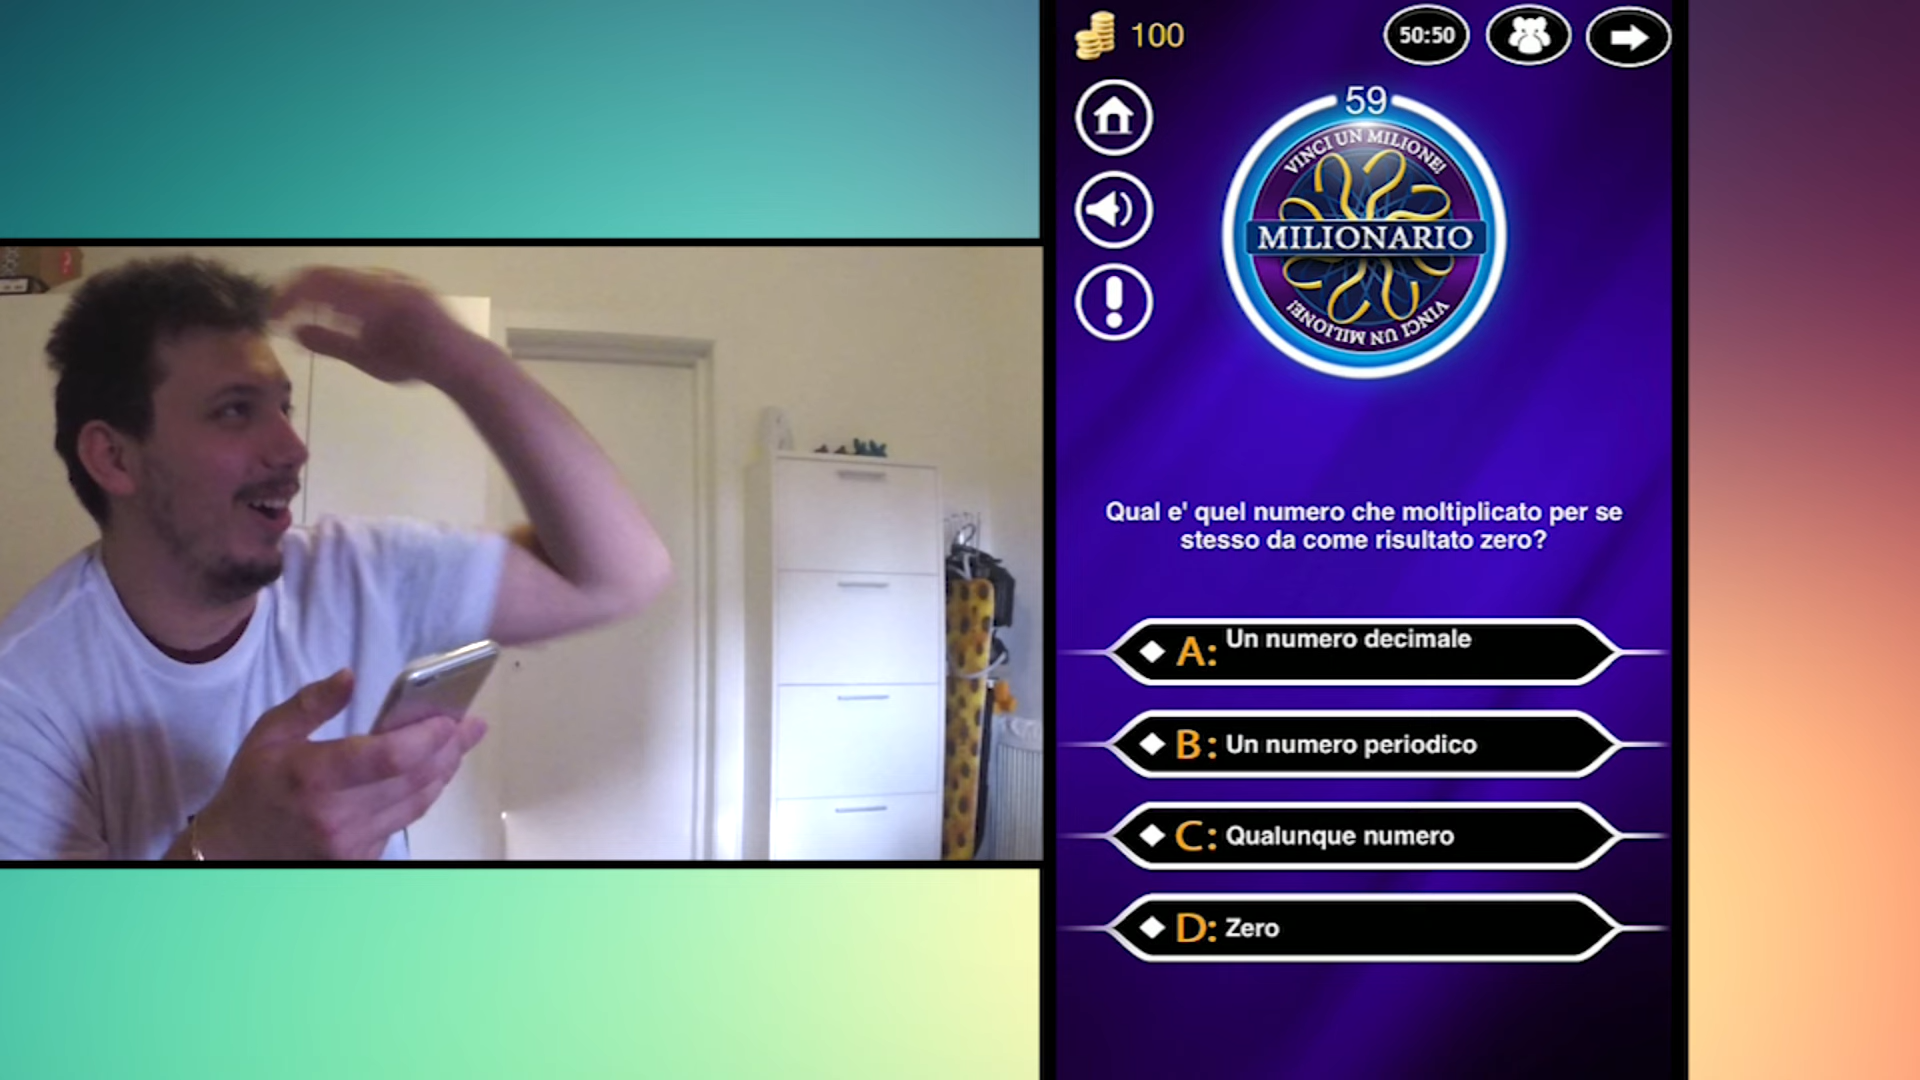 100
50:50
59
VINCI UN MILIONE!
MILIONARIO
VINCI UN MILIONE!
Qual e' quel numero che moltiplicato per se
stesso da come risultato zero?
A: Un numero decimale
B: Un numero periodico
C: Qualunque numero
D: Zero